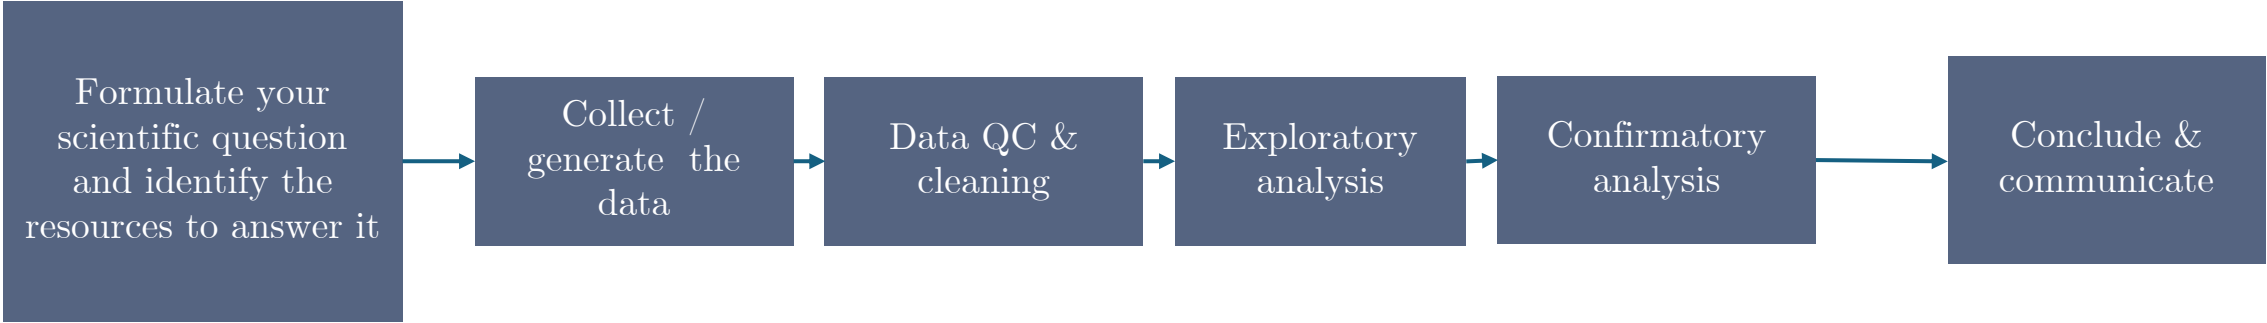 Formulate your
scientific question
and identify the
resources to answer it
Collect /
generate the
data
Data QC &
cleaning
Exploratory
analysis
Confirmatory
analysis
Conclude &
communicate